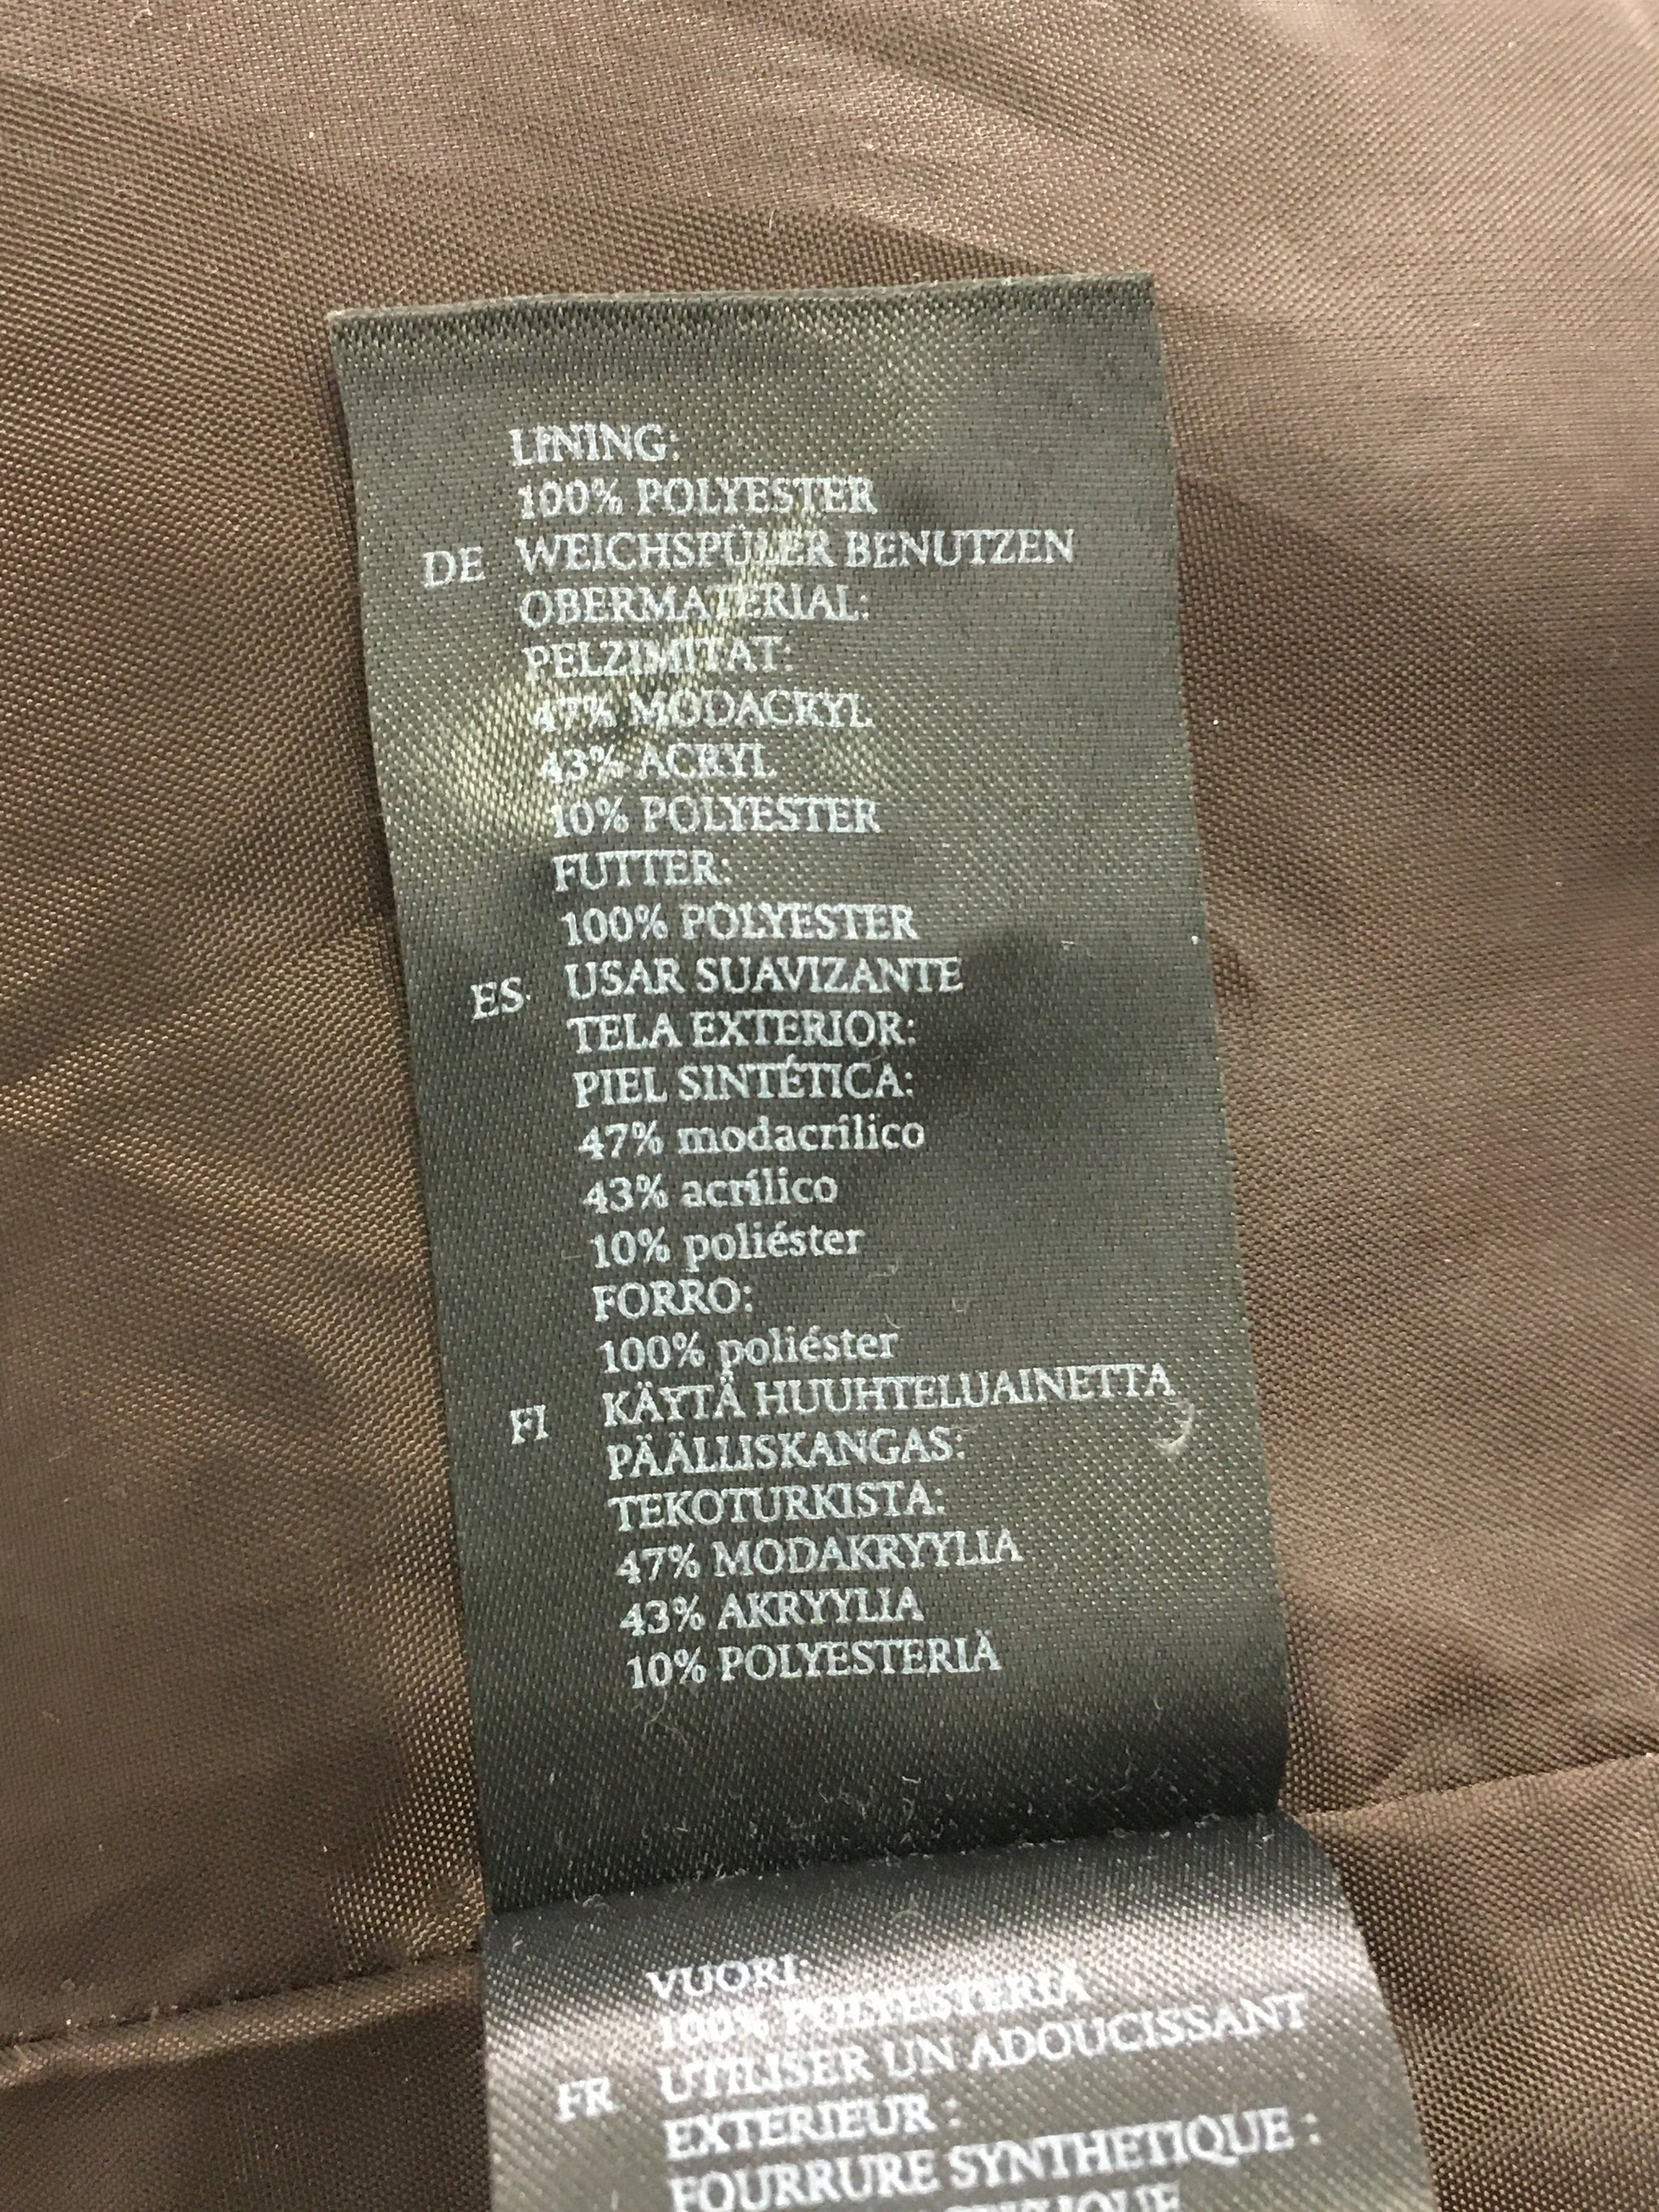 LINING:
100% POLYESTER
DE WEICHSPÜLER BENUTZEN
OBERMATERIAL:
PELZIMITAT:
47% MODACRYL
43% ACRYL
10% POLYESTER
FUTTER:
100% POLYESTER
ES USAR SUAVIZANTE
TELA EXTERIOR:
PIEL SINTÉTICA:
47% modacrílico
43% acrílico
10% poliéster
FORRO:
100% poliéster
FI KÄYTÄ HUUHTELUAINETTA
PÄÄLLISKANGAS:
TEKOTURKISTA:
47% MODAKRYYLIA
43% AKRYYLIA
10% POLYESTERIÄ
VUORI:
100% POLYESTERIÄ
FR UTILISER UN ADOUCISSANT
EXTERIEUR :
FOURRURE SYNTHETIQUE :